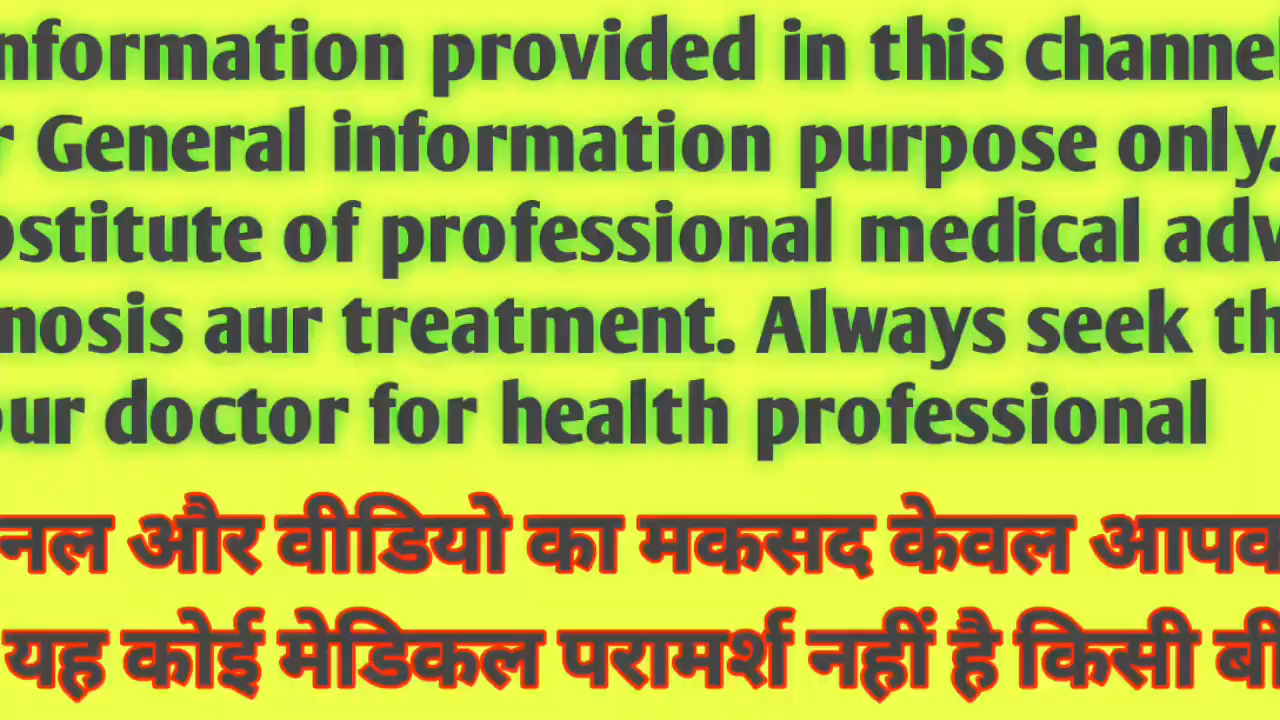 nformation provided in this channel
r General information purpose only.
ostitute of professional medical adv
nosis aur treatment. Always seek th
our doctor for health professional
नल और वीडियो का मकसद केवल आपक
यह कोई मेडिकल परामर्श नहीं है किसी बी